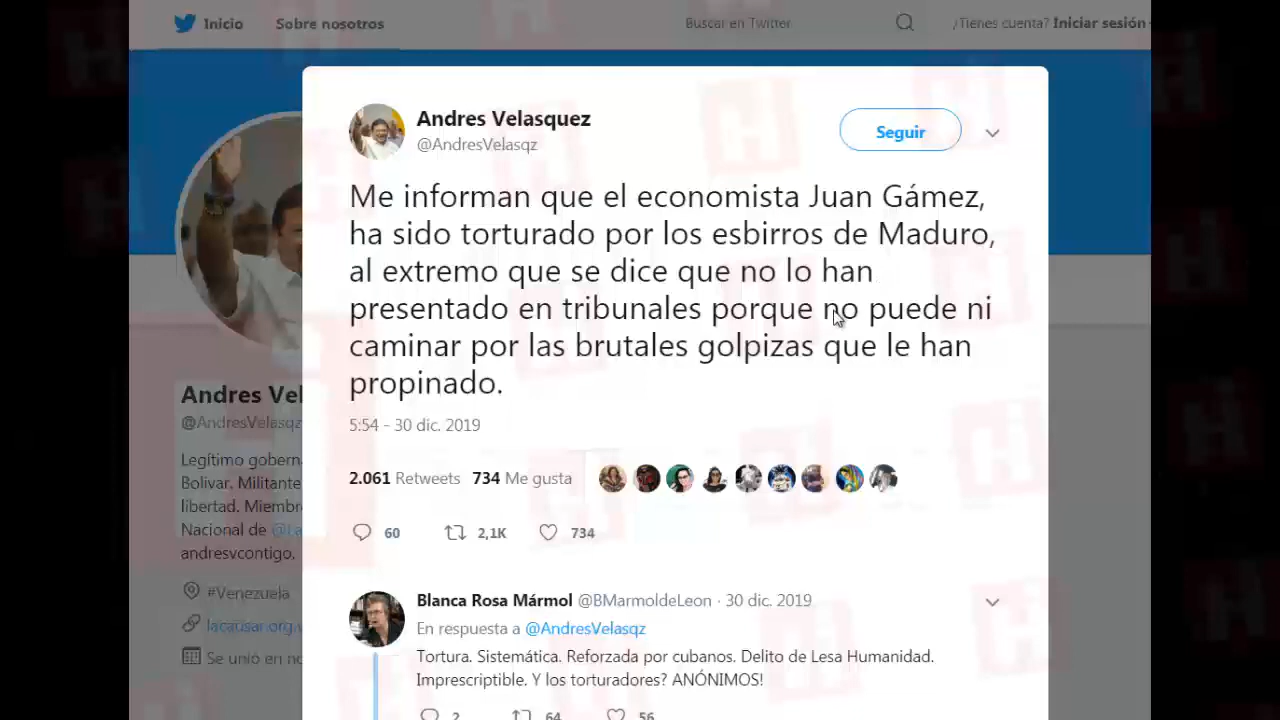 Inicio
Sobre nosotros
Buscar en Twitter
¿Tienes cuenta? Iniciar sesión
Andres Velasquez
@AndresVelasqz
Seguir
Me informan que el economista Juan Gámez,
ha sido torturado por los esbirros de Maduro,
al extremo que se dice que no lo han
presentado en tribunales porque no puede ni
caminar por las brutales golpizas que le han
propinado.
5:54 - 30 dic. 2019
2.061 Retweets 734 Me gusta
60 2,1K 734
Andres Vel
@AndresVelasqz
Legítimo gobern
Bolivar. Militante
libertad. Miembr
Nacional de @La
andresvcontigo.
#Venezuela
lacausar.org.v
Se unió en no
Blanca Rosa Mármol @BMarmoldeLeon · 30 dic. 2019
En respuesta a @AndresVelasqz
Tortura. Sistemática. Reforzada por cubanos. Delito de Lesa Humanidad.
Imprescriptible. Y los torturadores? ANÓNIMOS!
2 64 56